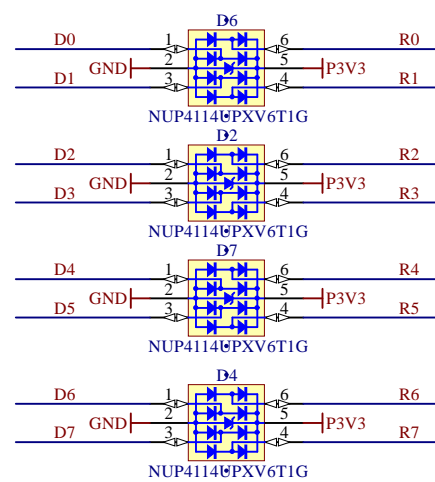 D6
D0 1 6 R0
GND 2 5 P3V3
D1 3 4 R1
NUP4114UPXV6T1G
D2
D2 1 6 R2
GND 2 5 P3V3
D3 3 4 R3
NUP4114UPXV6T1G
D7
D4 1 6 R4
GND 2 5 P3V3
D5 3 4 R5
NUP4114UPXV6T1G
D4
D6 1 6 R6
GND 2 5 P3V3
D7 3 4 R7
NUP4114UPXV6T1G